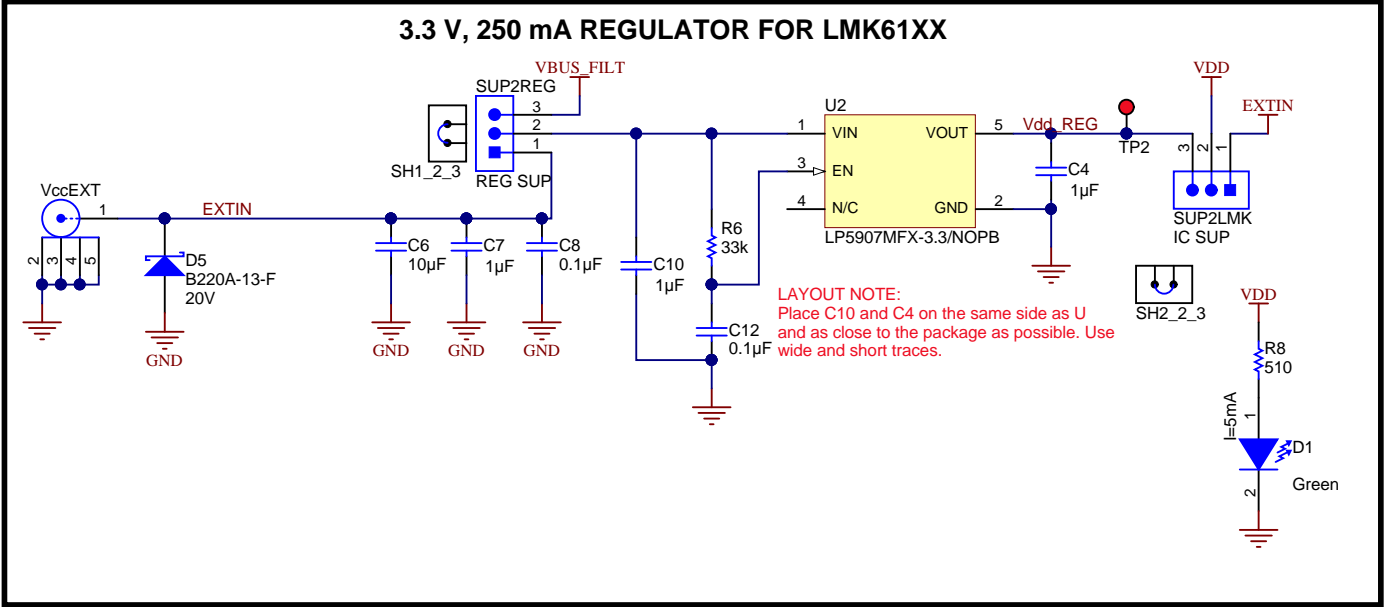 3.3 V, 250 mA REGULATOR FOR LMK61XX
VBUS_FILT
SUP2REG
3
2
1
REG SUP
SH1_2_3
VccEXT
1
2
3
4
5
EXTIN
D5
B220A-13-F
20V
GND
C6
10µF
GND
C7
1µF
GND
C8
0.1µF
GND
C10
1µF
R6
33k
C12
0.1µF
U2
1
VIN
3
EN
4
N/C
VOUT
5
GND
2
LP5907MFX-3.3/NOPB
Vdd_REG
C4
1µF
TP2
VDD
EXTIN
3
2
1
SUP2LMK
IC SUP
SH2_2_3
LAYOUT NOTE:
Place C10 and C4 on the same side as U
and as close to the package as possible. Use
wide and short traces.
VDD
R8
510
I=5mA
1
D1
Green
2